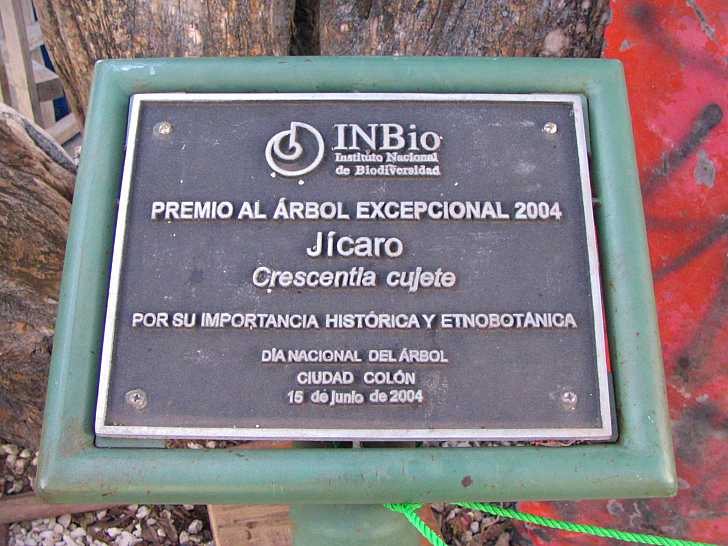 INBio
Instituto Nacional
de Biodiversidad
PREMIO AL ÁRBOL EXCEPCIONAL 2004
Jícaro
Crescentia cujete
POR SU IMPORTANCIA HISTÓRICA Y ETNOBOTÁNICA
DÍA NACIONAL DEL ÁRBOL
CIUDAD COLÓN
15 de junio de 2004